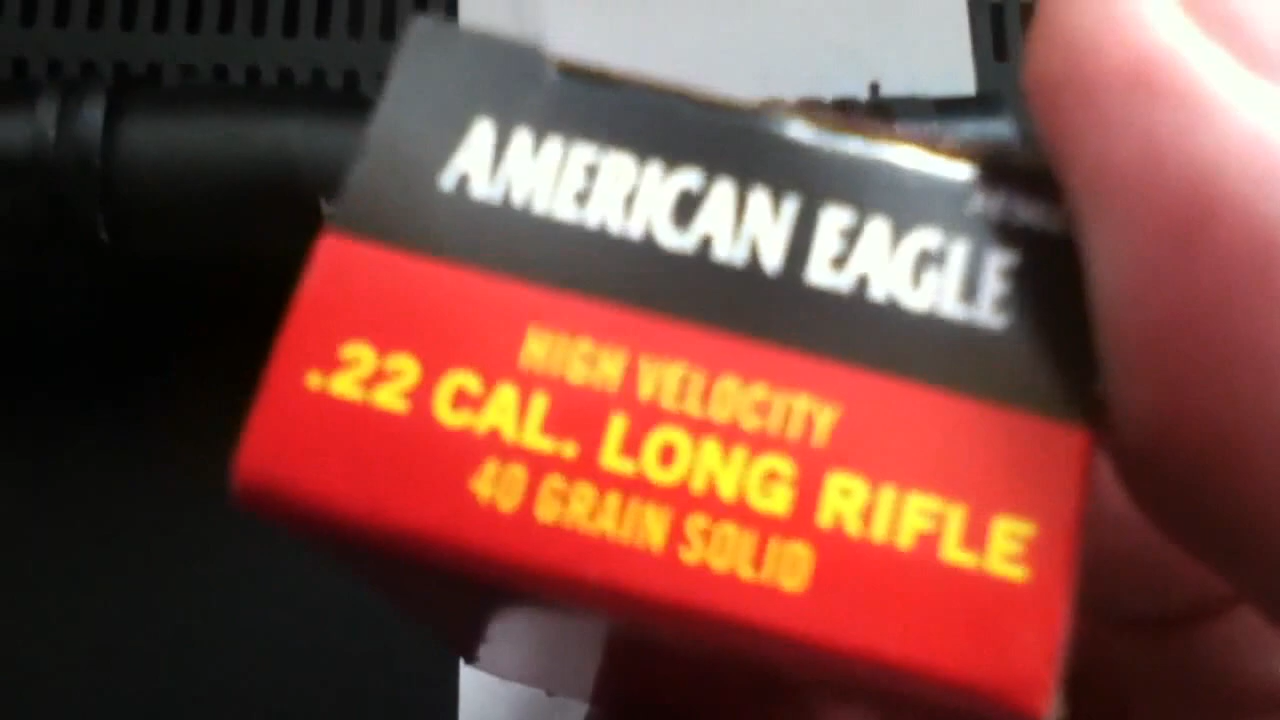 AMERICAN EAGLE
HIGH VELOCITY
.22 CAL. LONG RIFLE
40 GRAIN SOLID